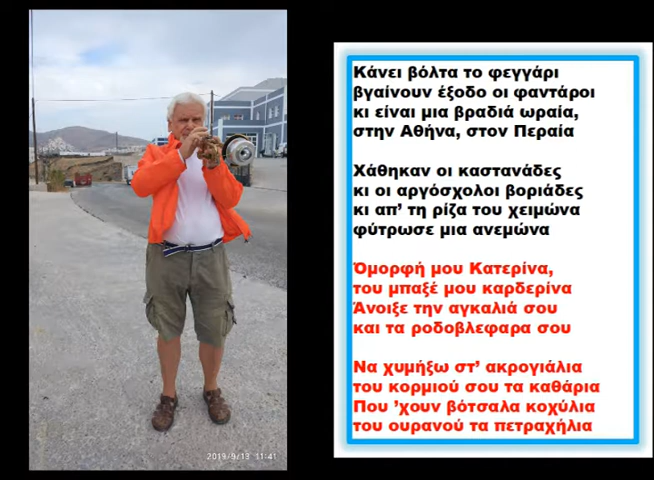 Κάνει βόλτα το φεγγάρι
βγαίνουν έξοδο οι φαντάροι
κι είναι μια βραδιά ωραία,
στην Αθήνα, στον Περαία
Χάθηκαν οι καστανάδες
κι οι αργόσχολοι βοριάδες
κι απ’ τη ρίζα του χειμώνα
φύτρωσε μια ανεμώνα
Όμορφή μου Κατερίνα,
του μπαξέ μου καρδερίνα
Άνοιξε την αγκαλιά σου
και τα ροδοβλεφαρα σου
Να χυμήξω στ’ ακρογιάλια
του κορμιού σου τα καθάρια
Που ’χουν βότσαλα κοχύλια
του ουρανού τα πετραχήλια
2019/9/13 11:41